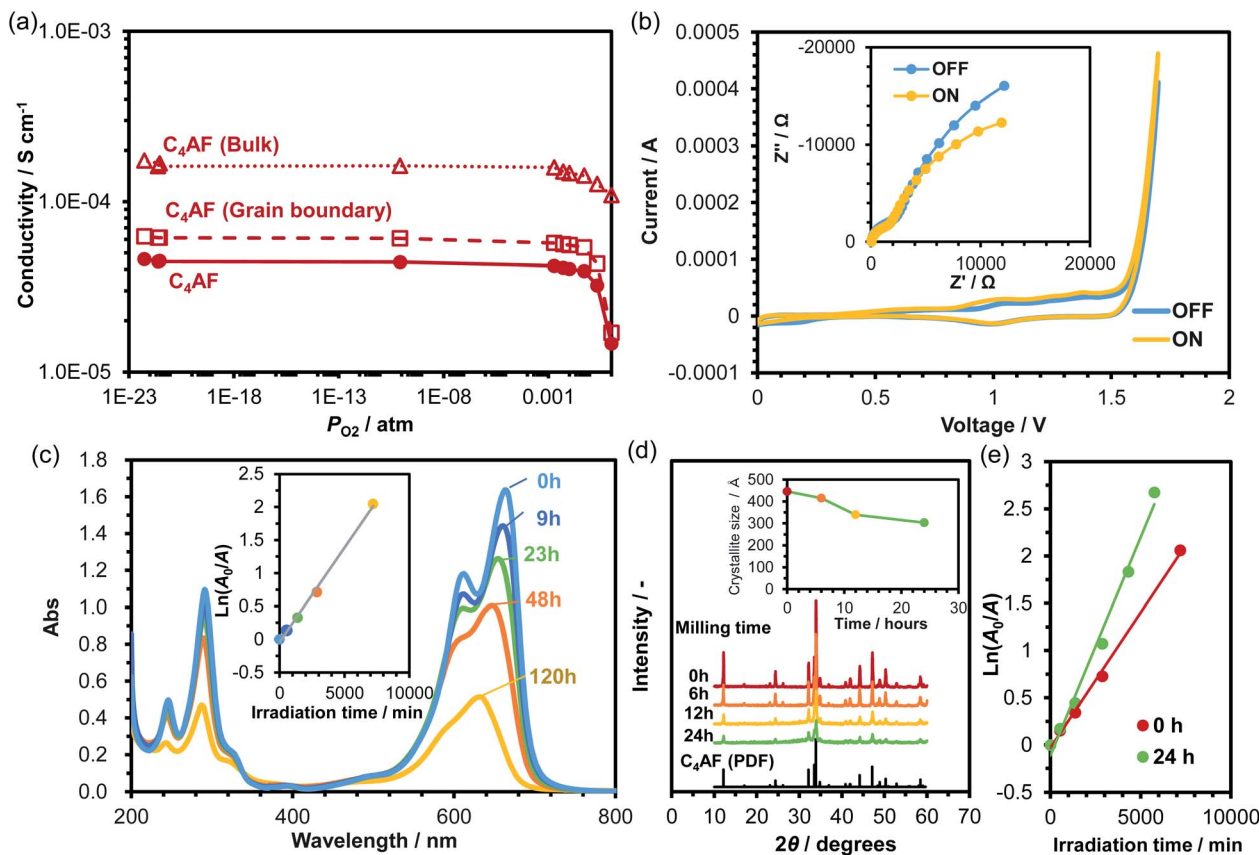 (a)
1.0E-03
1.0E-04
1.0E-05
Conductivity / S cm⁻¹
C₄AF (Bulk)
C₄AF (Grain boundary)
C₄AF
1E-23 1E-18 1E-13 1E-08 0.001
P_O2 / atm
(b)
0.0005
0.0004
0.0003
0.0002
0.0001
0
-0.0001
Current / A
-20000
-10000
0
Z'' / Ω
OFF
ON
0 10000 20000
Z' / Ω
OFF
ON
0 0.5 1 1.5 2
Voltage / V
(c)
1.8
1.6
1.4
1.2
1.0
0.8
0.6
0.4
0.2
0.0
Abs
2.5
2
1.5
1
0.5
0
-0.5
Ln(A₀/A)
0 5000 10000
Irradiation time / min
0h
9h
23h
48h
120h
200 300 400 500 600 700 800
Wavelength / nm
(d)
Intensity / -
500
400
300
200
100
0
Crystallite size / Å
0 10 20 30
Time / hours
Milling time
0h
6h
12h
24h
C₄AF (PDF)
0 10 20 30 40 50 60 70
2θ / degrees
(e)
3
2.5
2
1.5
1
0.5
0
-0.5
Ln(A₀/A)
0 h
24 h
0 5000 10000
Irradiation time / min